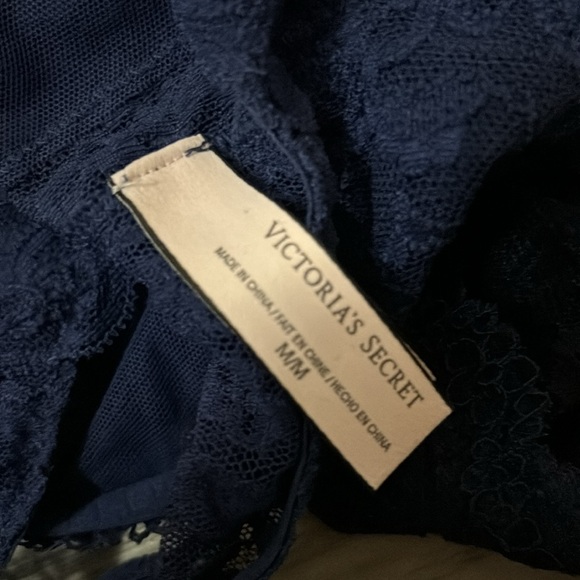 VICTORIA'S SECRET
MADE IN CHINA / FAIT EN CHINE / HECHO EN CHINA
M/M